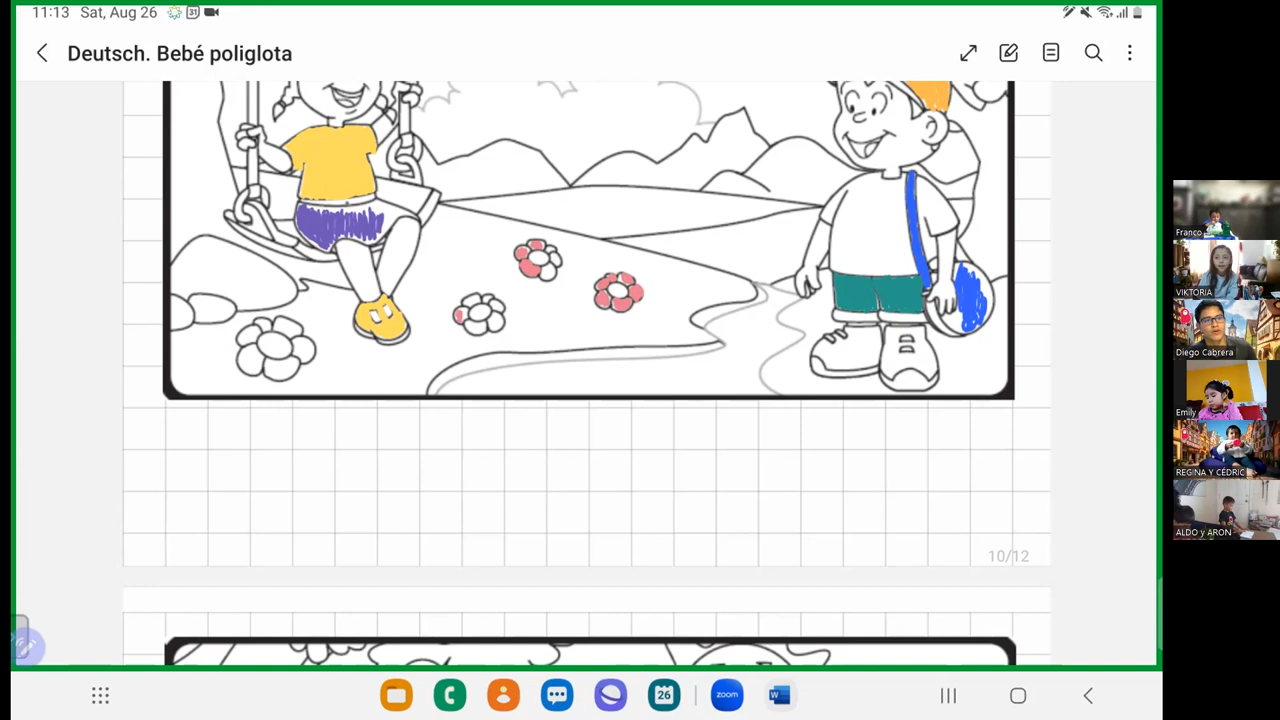 11:13 Sat, Aug 26 31
Deutsch. Bebé poliglota
10/12
26 zoom W
Franco
VIKTORIA
Diego Cabrera
Emily
REGINA Y CÉDRIC
ALDO y ARON